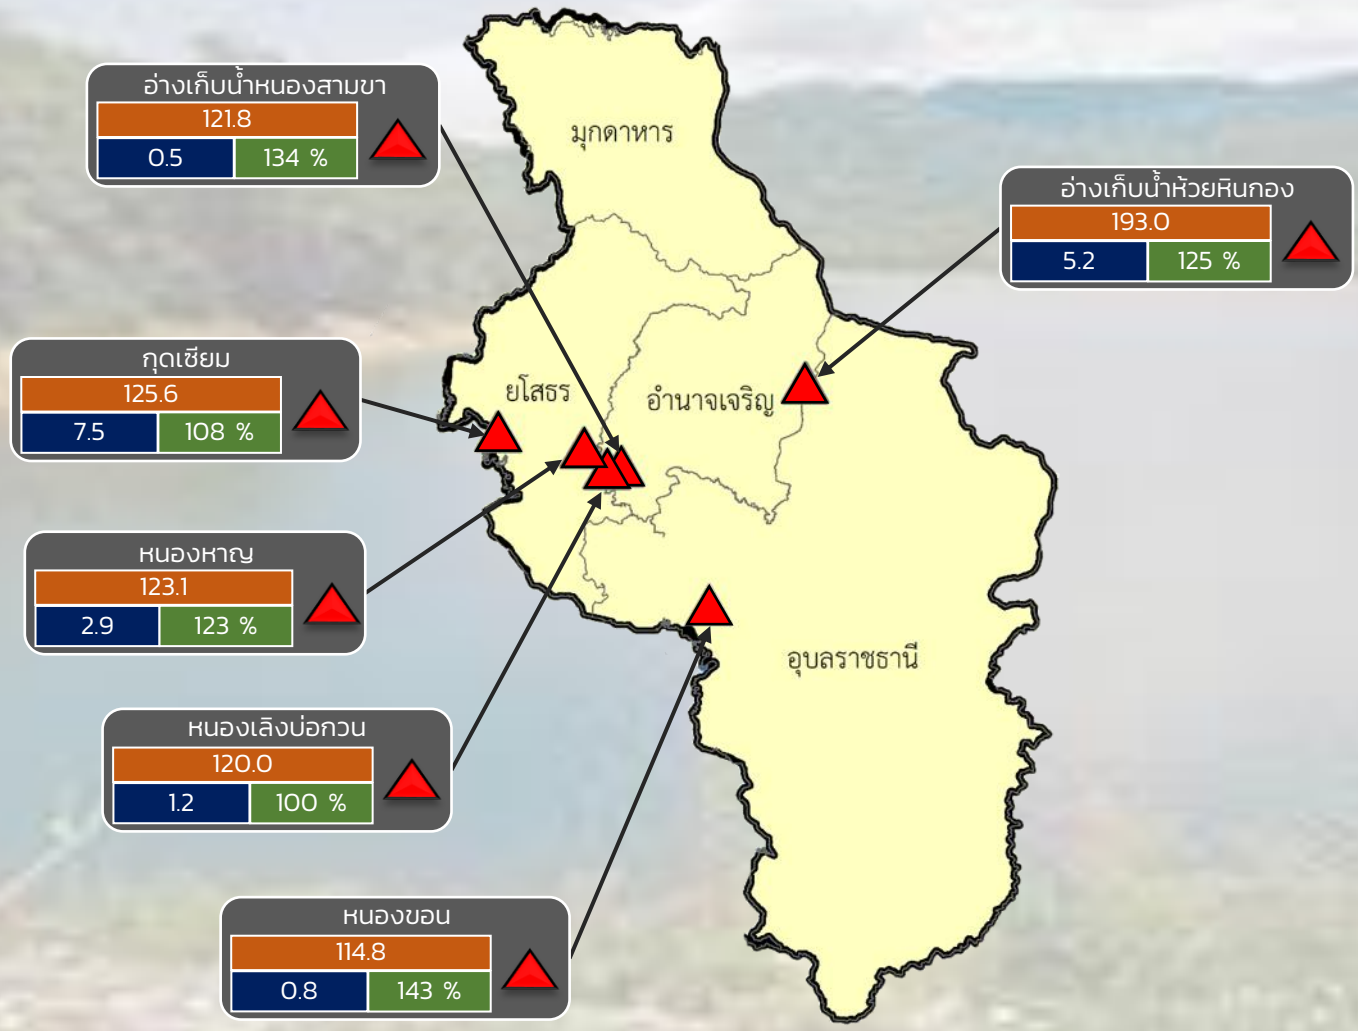 อ่างเก็บน้ำหนองสามขา
121.8
0.5 134 %
มุกดาหาร
อ่างเก็บน้ำห้วยหินกอง
193.0
5.2 125 %
กุดเซียม
125.6
7.5 108 %
ยโสธร
อำนาจเจริญ
หนองหาญ
123.1
2.9 123 %
อุบลราชธานี
หนองเลิงบ่อกวน
120.0
1.2 100 %
หนองขอน
114.8
0.8 143 %